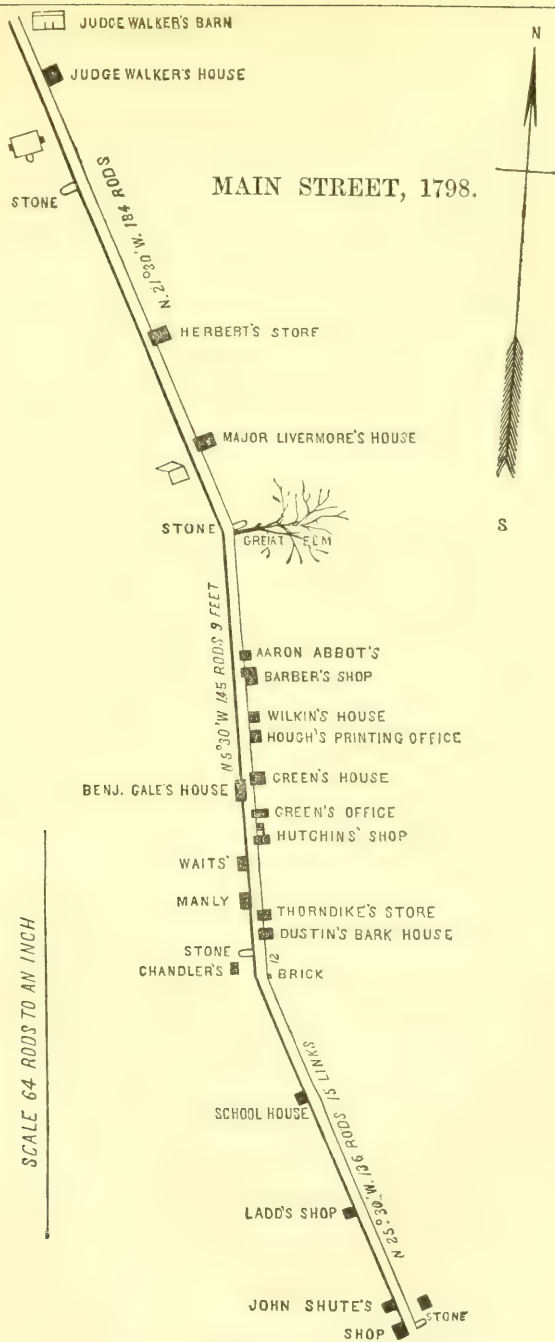 JUDGE WALKER'S BARN
JUDGE WALKER'S HOUSE
N
STONE
MAIN STREET, 1798.
N. 21°30' W. 184 RODS
HERBERT'S STORE
MAJOR LIVERMORE'S HOUSE
STONE
GREAT ELM
S
N 5°30' W 145 RODS 9 FEET
AARON ABBOT'S
BARBER'S SHOP
WILKIN'S HOUSE
HOUGH'S PRINTING OFFICE
GREEN'S HOUSE
BENJ. GALE'S HOUSE
GREEN'S OFFICE
HUTCHINS' SHOP
WAITS'
MANLY
THORNDIKE'S STORE
DUSTIN'S BARK HOUSE
STONE
12
CHANDLER'S
BRICK
SCALE 64 RODS TO AN INCH
SCHOOL HOUSE
N 25°30' W. 136 RODS 15 LINKS
LADD'S SHOP
JOHN SHUTE'S
STONE
SHOP